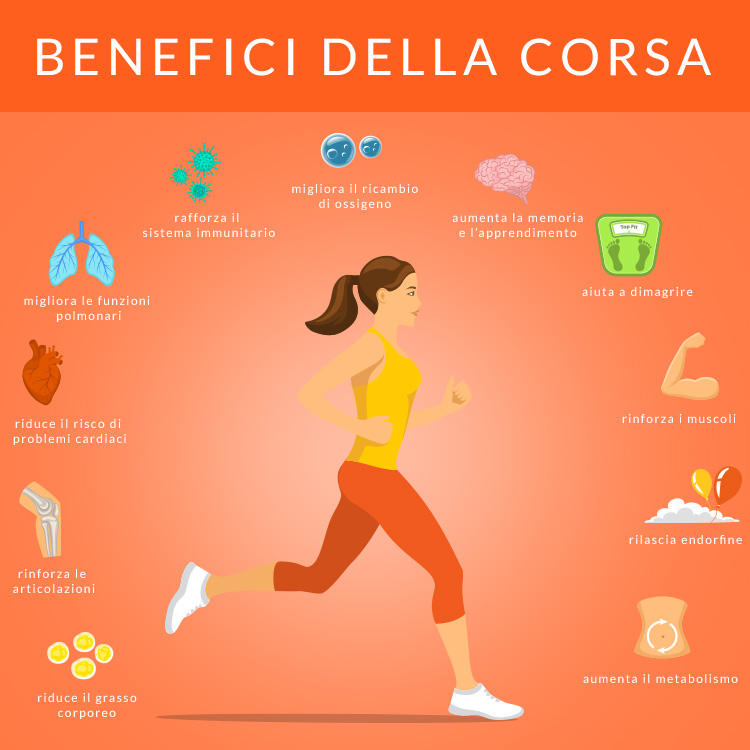 BENEFICI DELLA CORSA
migliora il ricambio
di ossigeno
rafforza il
sistema immunitario
aumenta la memoria
e l'apprendimento
Top Fit
migliora le funzioni
polmonari
aiuta a dimagrire
riduce il risco di
problemi cardiaci
rinforza i muscoli
rilascia endorfine
rinforza le
articolazioni
aumenta il metabolismo
riduce il grasso
corporeo